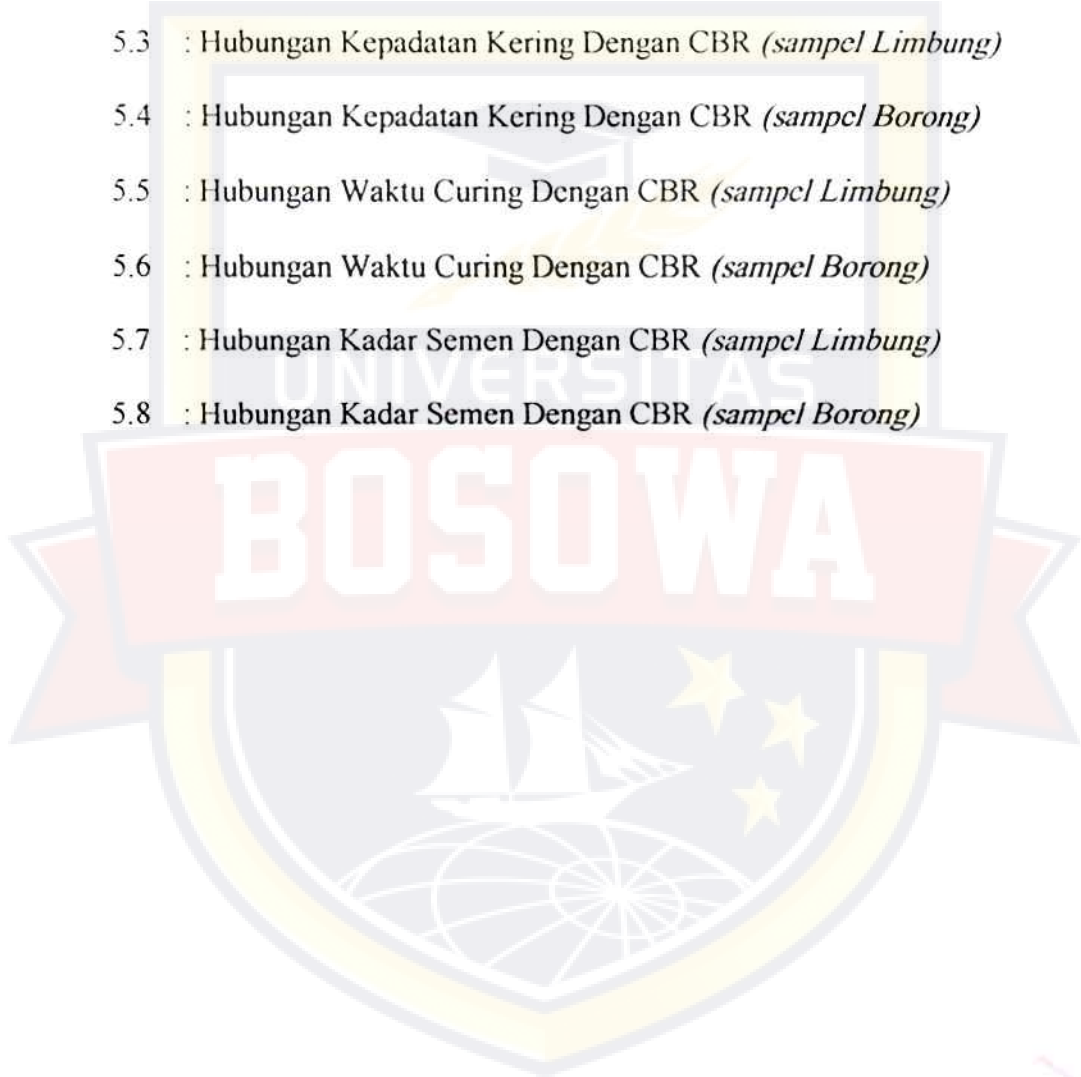 5.3 : Hubungan Kepadatan Kering Dengan CBR (sampel Limbung)
5.4 : Hubungan Kepadatan Kering Dengan CBR (sampel Borong)
5.5 : Hubungan Waktu Curing Dengan CBR (sampel Limbung)
5.6 : Hubungan Waktu Curing Dengan CBR (sampel Borong)
5.7 : Hubungan Kadar Semen Dengan CBR (sampel Limbung)
5.8 : Hubungan Kadar Semen Dengan CBR (sampel Borong)
UNIVERSITAS
BOSOWA